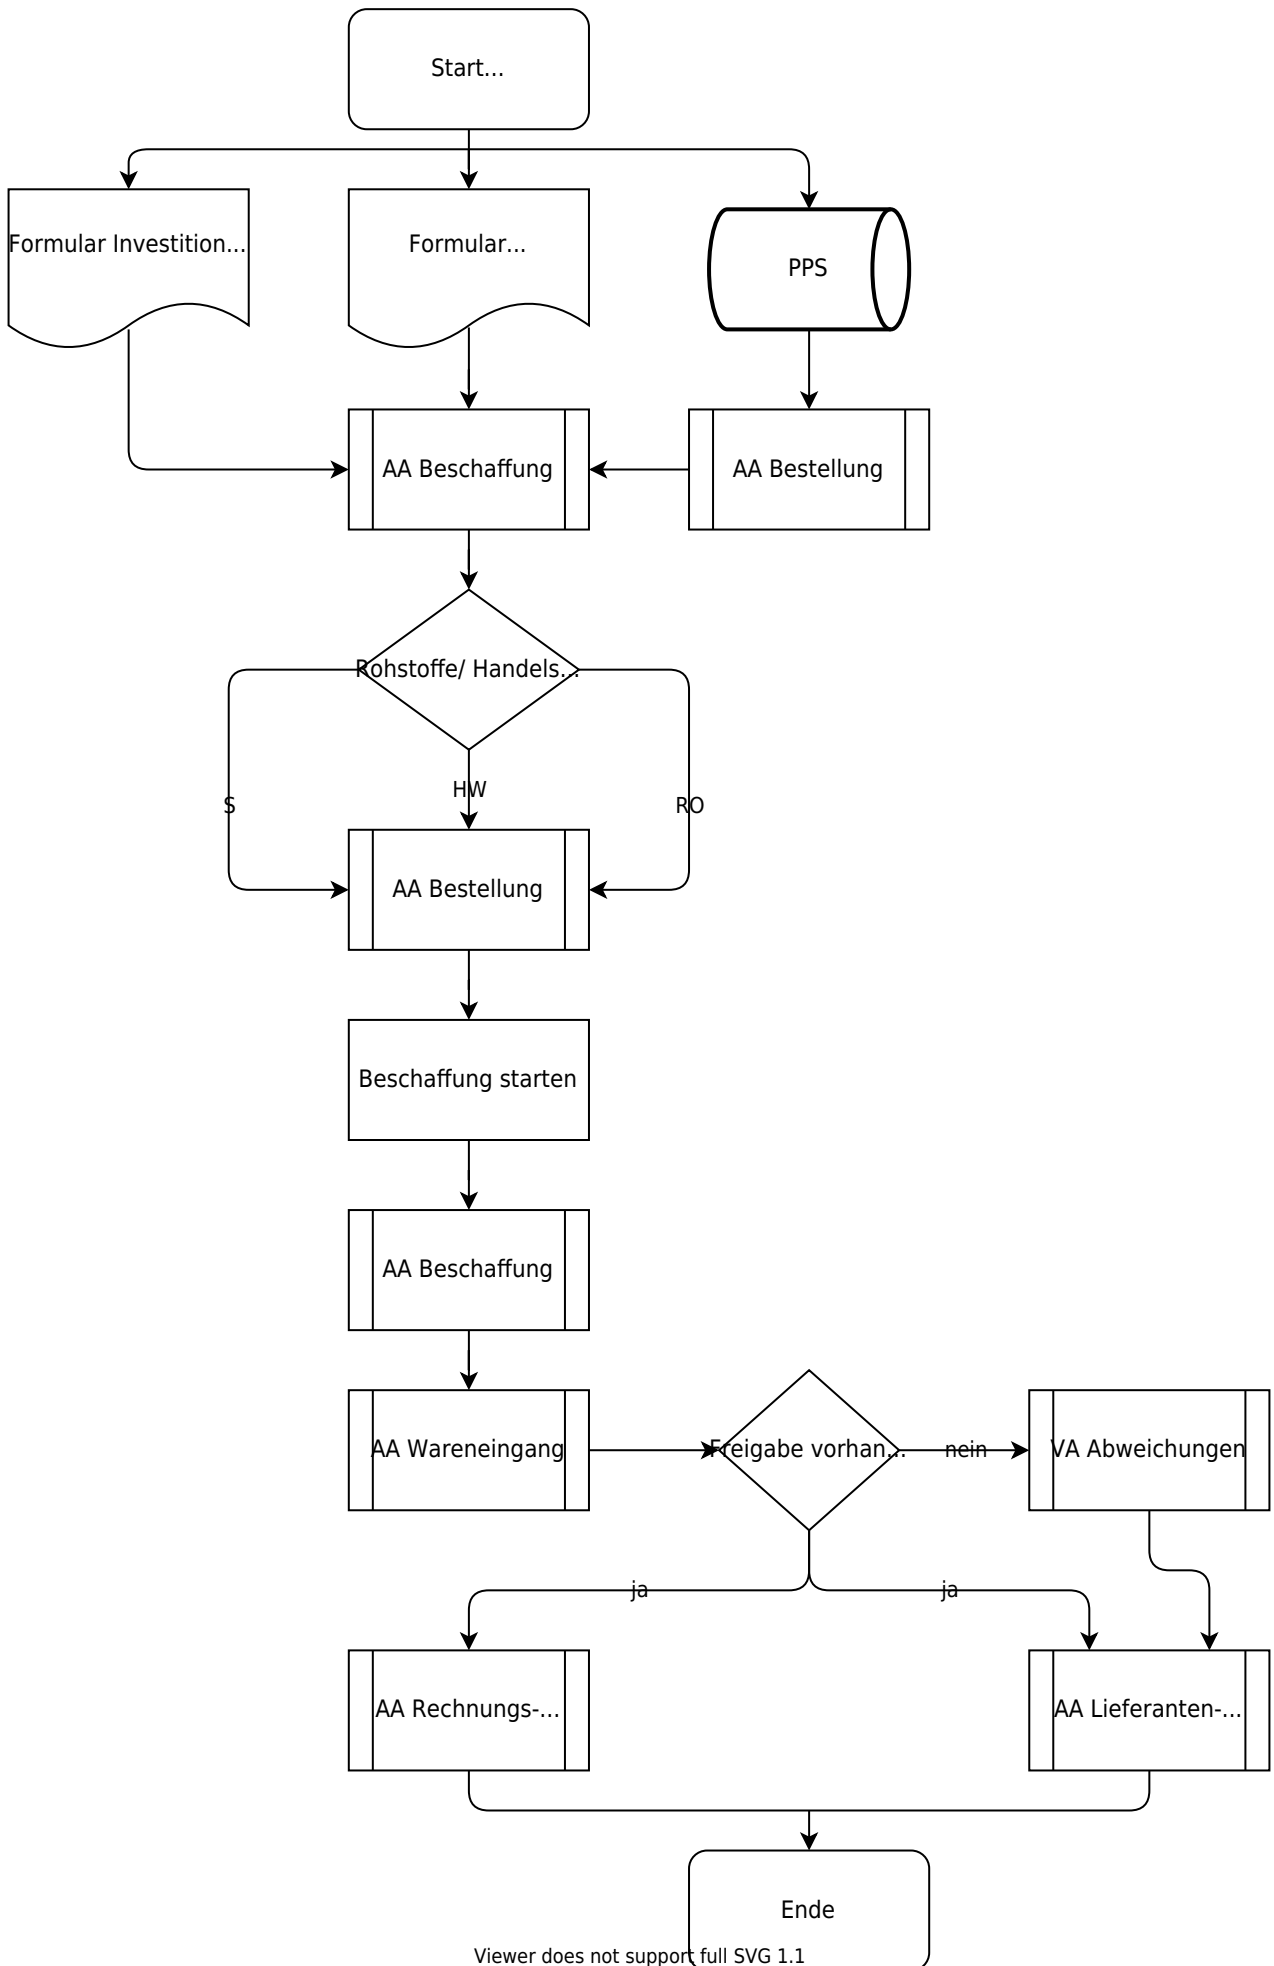 Start...
Formular Investition...
Formular...
PPS
AA Beschaffung
AA Bestellung
Rohstoffe/ Handels...
S
HW
RO
AA Bestellung
Beschaffung starten
AA Beschaffung
AA Wareneingang
Freigabe vorhan...
nein
VA Abweichungen
ja
ja
AA Rechnungs-...
AA Lieferanten-...
Ende
Viewer does not support full SVG 1.1